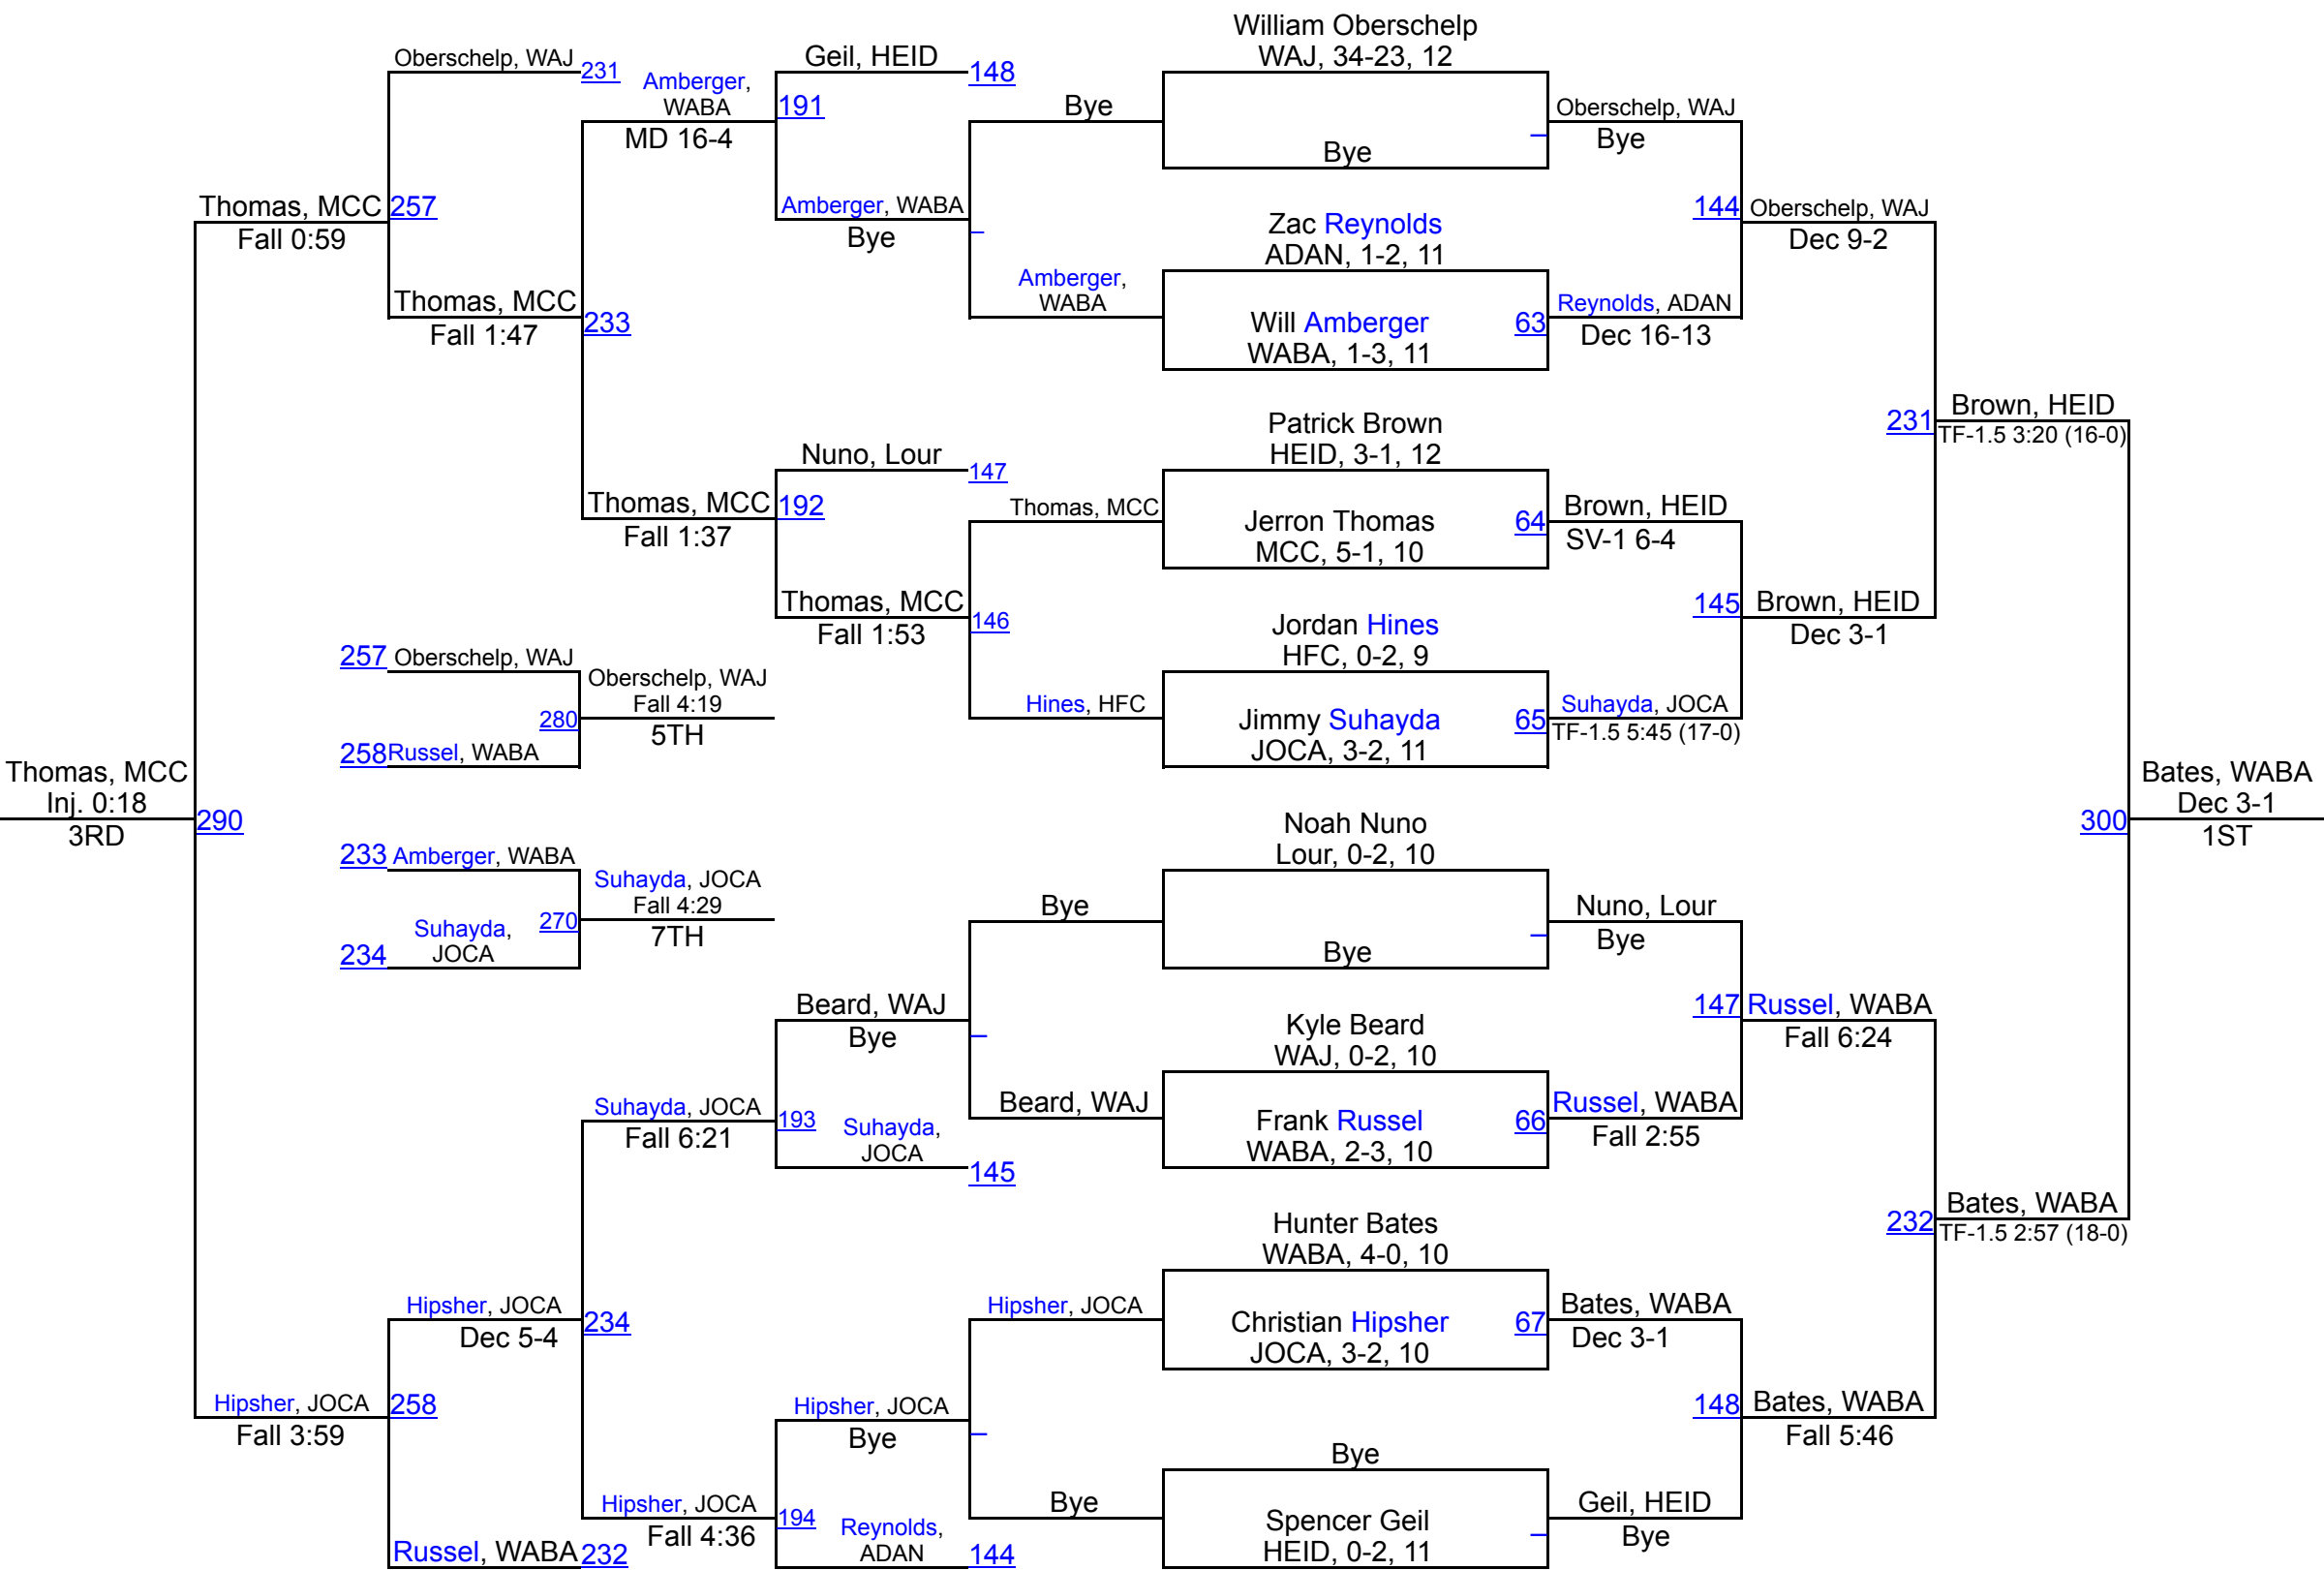 William Oberschelp
WAJ, 34-23, 12
Bye
Zac Reynolds
ADAN, 1-2, 11
Will Amberger
WABA, 1-3, 11
63
Patrick Brown
HEID, 3-1, 12
Jerron Thomas
MCC, 5-1, 10
64
Jordan Hines
HFC, 0-2, 9
Jimmy Suhayda
JOCA, 3-2, 11
65
Noah Nuno
Lour, 0-2, 10
Bye
Kyle Beard
WAJ, 0-2, 10
Frank Russel
WABA, 2-3, 10
66
Hunter Bates
WABA, 4-0, 10
Christian Hipsher
JOCA, 3-2, 10
67
Bye
Spencer Geil
HEID, 0-2, 11
Oberschelp, WAJ
Bye
144
Reynolds, ADAN
Dec 16-13
Brown, HEID
SV-1 6-4
145
Suhayda, JOCA
TF-1.5 5:45 (17-0)
Nuno, Lour
Bye
147
Russel, WABA
Fall 2:55
Bates, WABA
Dec 3-1
148
Geil, HEID
Bye
Oberschelp, WAJ
Dec 9-2
231
Brown, HEID
Dec 3-1
Russel, WABA
Fall 6:24
232
Bates, WABA
Fall 5:46
Brown, HEID
TF-1.5 3:20 (16-0)
300
Bates, WABA
TF-1.5 2:57 (18-0)
Bates, WABA
Dec 3-1
1ST
Bye
Amberger,
WABA
Thomas, MCC
146
Hines, HFC
Bye
Beard, WAJ
Hipsher, JOCA
Bye
Geil, HEID
148
191
Amberger, WABA
Bye
Nuno, Lour
147
192
Thomas, MCC
Fall 1:53
Beard, WAJ
Bye
193
Suhayda,
JOCA
145
Hipsher, JOCA
Bye
194
Reynolds,
ADAN
144
Amberger,
WABA
MD 16-4
233
Thomas, MCC
Fall 1:37
Suhayda, JOCA
Fall 6:21
234
Hipsher, JOCA
Fall 4:36
Oberschelp, WAJ
231
257
Thomas, MCC
Fall 1:47
Hipsher, JOCA
Dec 5-4
258
Russel, WABA
232
Thomas, MCC
Fall 0:59
290
Hipsher, JOCA
Fall 3:59
Thomas, MCC
Inj. 0:18
3RD
257 Oberschelp, WAJ
280
258 Russel, WABA
Oberschelp, WAJ
Fall 4:19
5TH
233 Amberger, WABA
270
Suhayda,
JOCA
234
Suhayda, JOCA
Fall 4:29
7TH